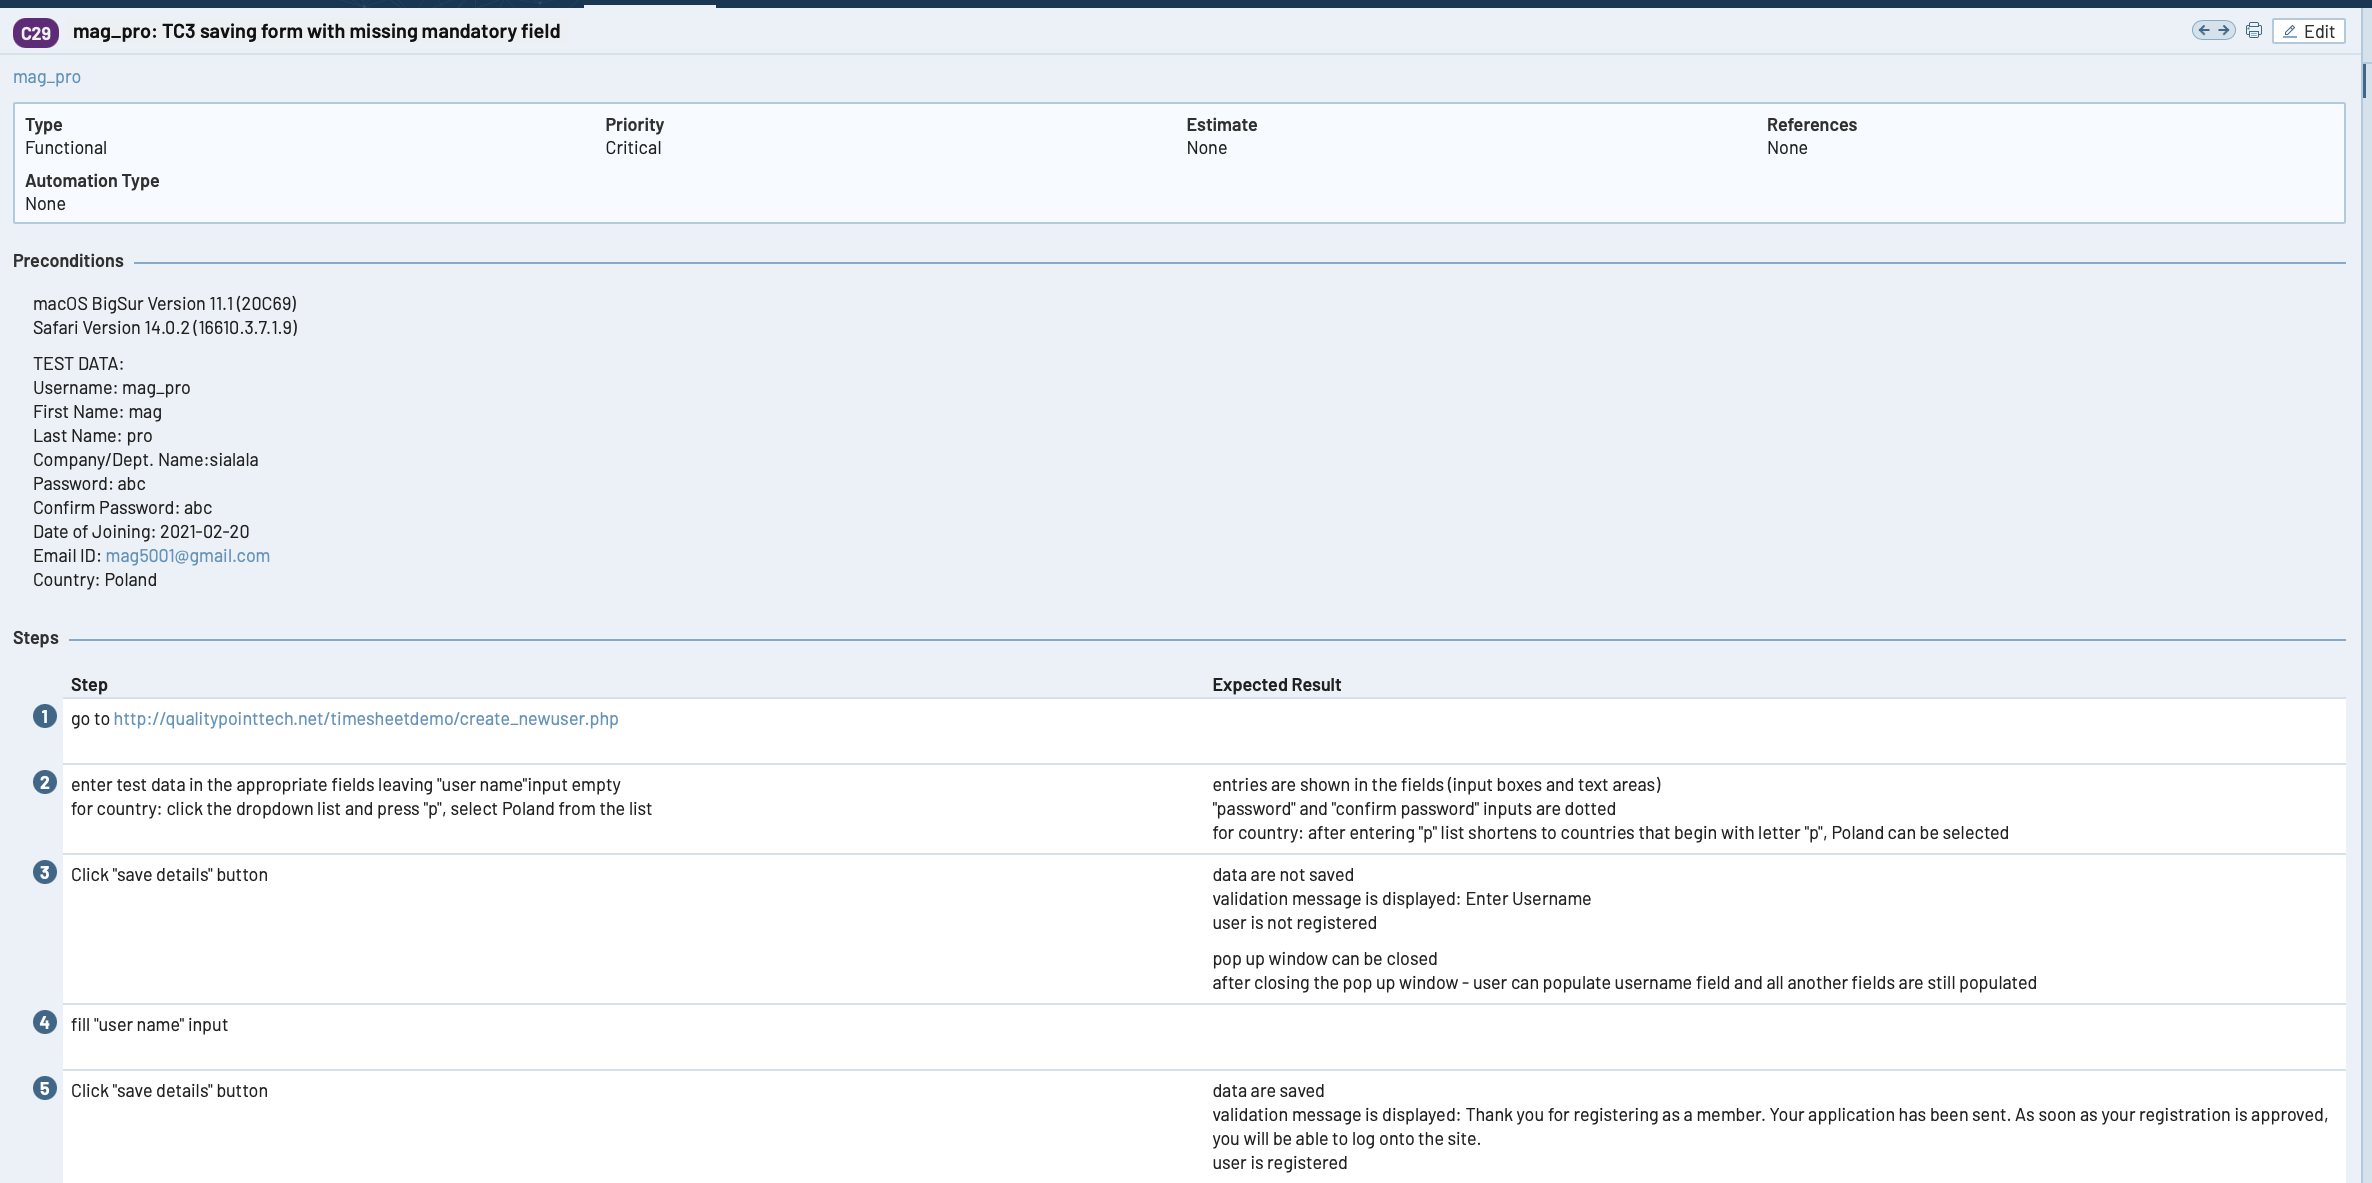 C29 mag_pro: TC3 saving form with missing mandatory field
Edit
mag_pro
Type Priority Estimate References
Functional Critical None None
Automation Type
None
Preconditions
macOS BigSur Version 11.1 (20C69)
Safari Version 14.0.2 (16610.3.7.1.9)
TEST DATA:
Username: mag_pro
First Name: mag
Last Name: pro
Company/Dept. Name:sialala
Password: abc
Confirm Password: abc
Date of Joining: 2021-02-20
Email ID: mag5001@gmail.com
Country: Poland
Steps
Step Expected Result
1 go to http://qualitypointtech.net/timesheetdemo/create_newuser.php
2 enter test data in the appropriate fields leaving "user name"input empty
for country: click the dropdown list and press "p", select Poland from the list
entries are shown in the fields (input boxes and text areas)
"password" and "confirm password" inputs are dotted
for country: after entering "p" list shortens to countries that begin with letter "p", Poland can be selected
3 Click "save details" button
data are not saved
validation message is displayed: Enter Username
user is not registered
pop up window can be closed
after closing the pop up window - user can populate username field and all another fields are still populated
4 fill "user name" input
5 Click "save details" button
data are saved
validation message is displayed: Thank you for registering as a member. Your application has been sent. As soon as your registration is approved,
you will be able to log onto the site.
user is registered